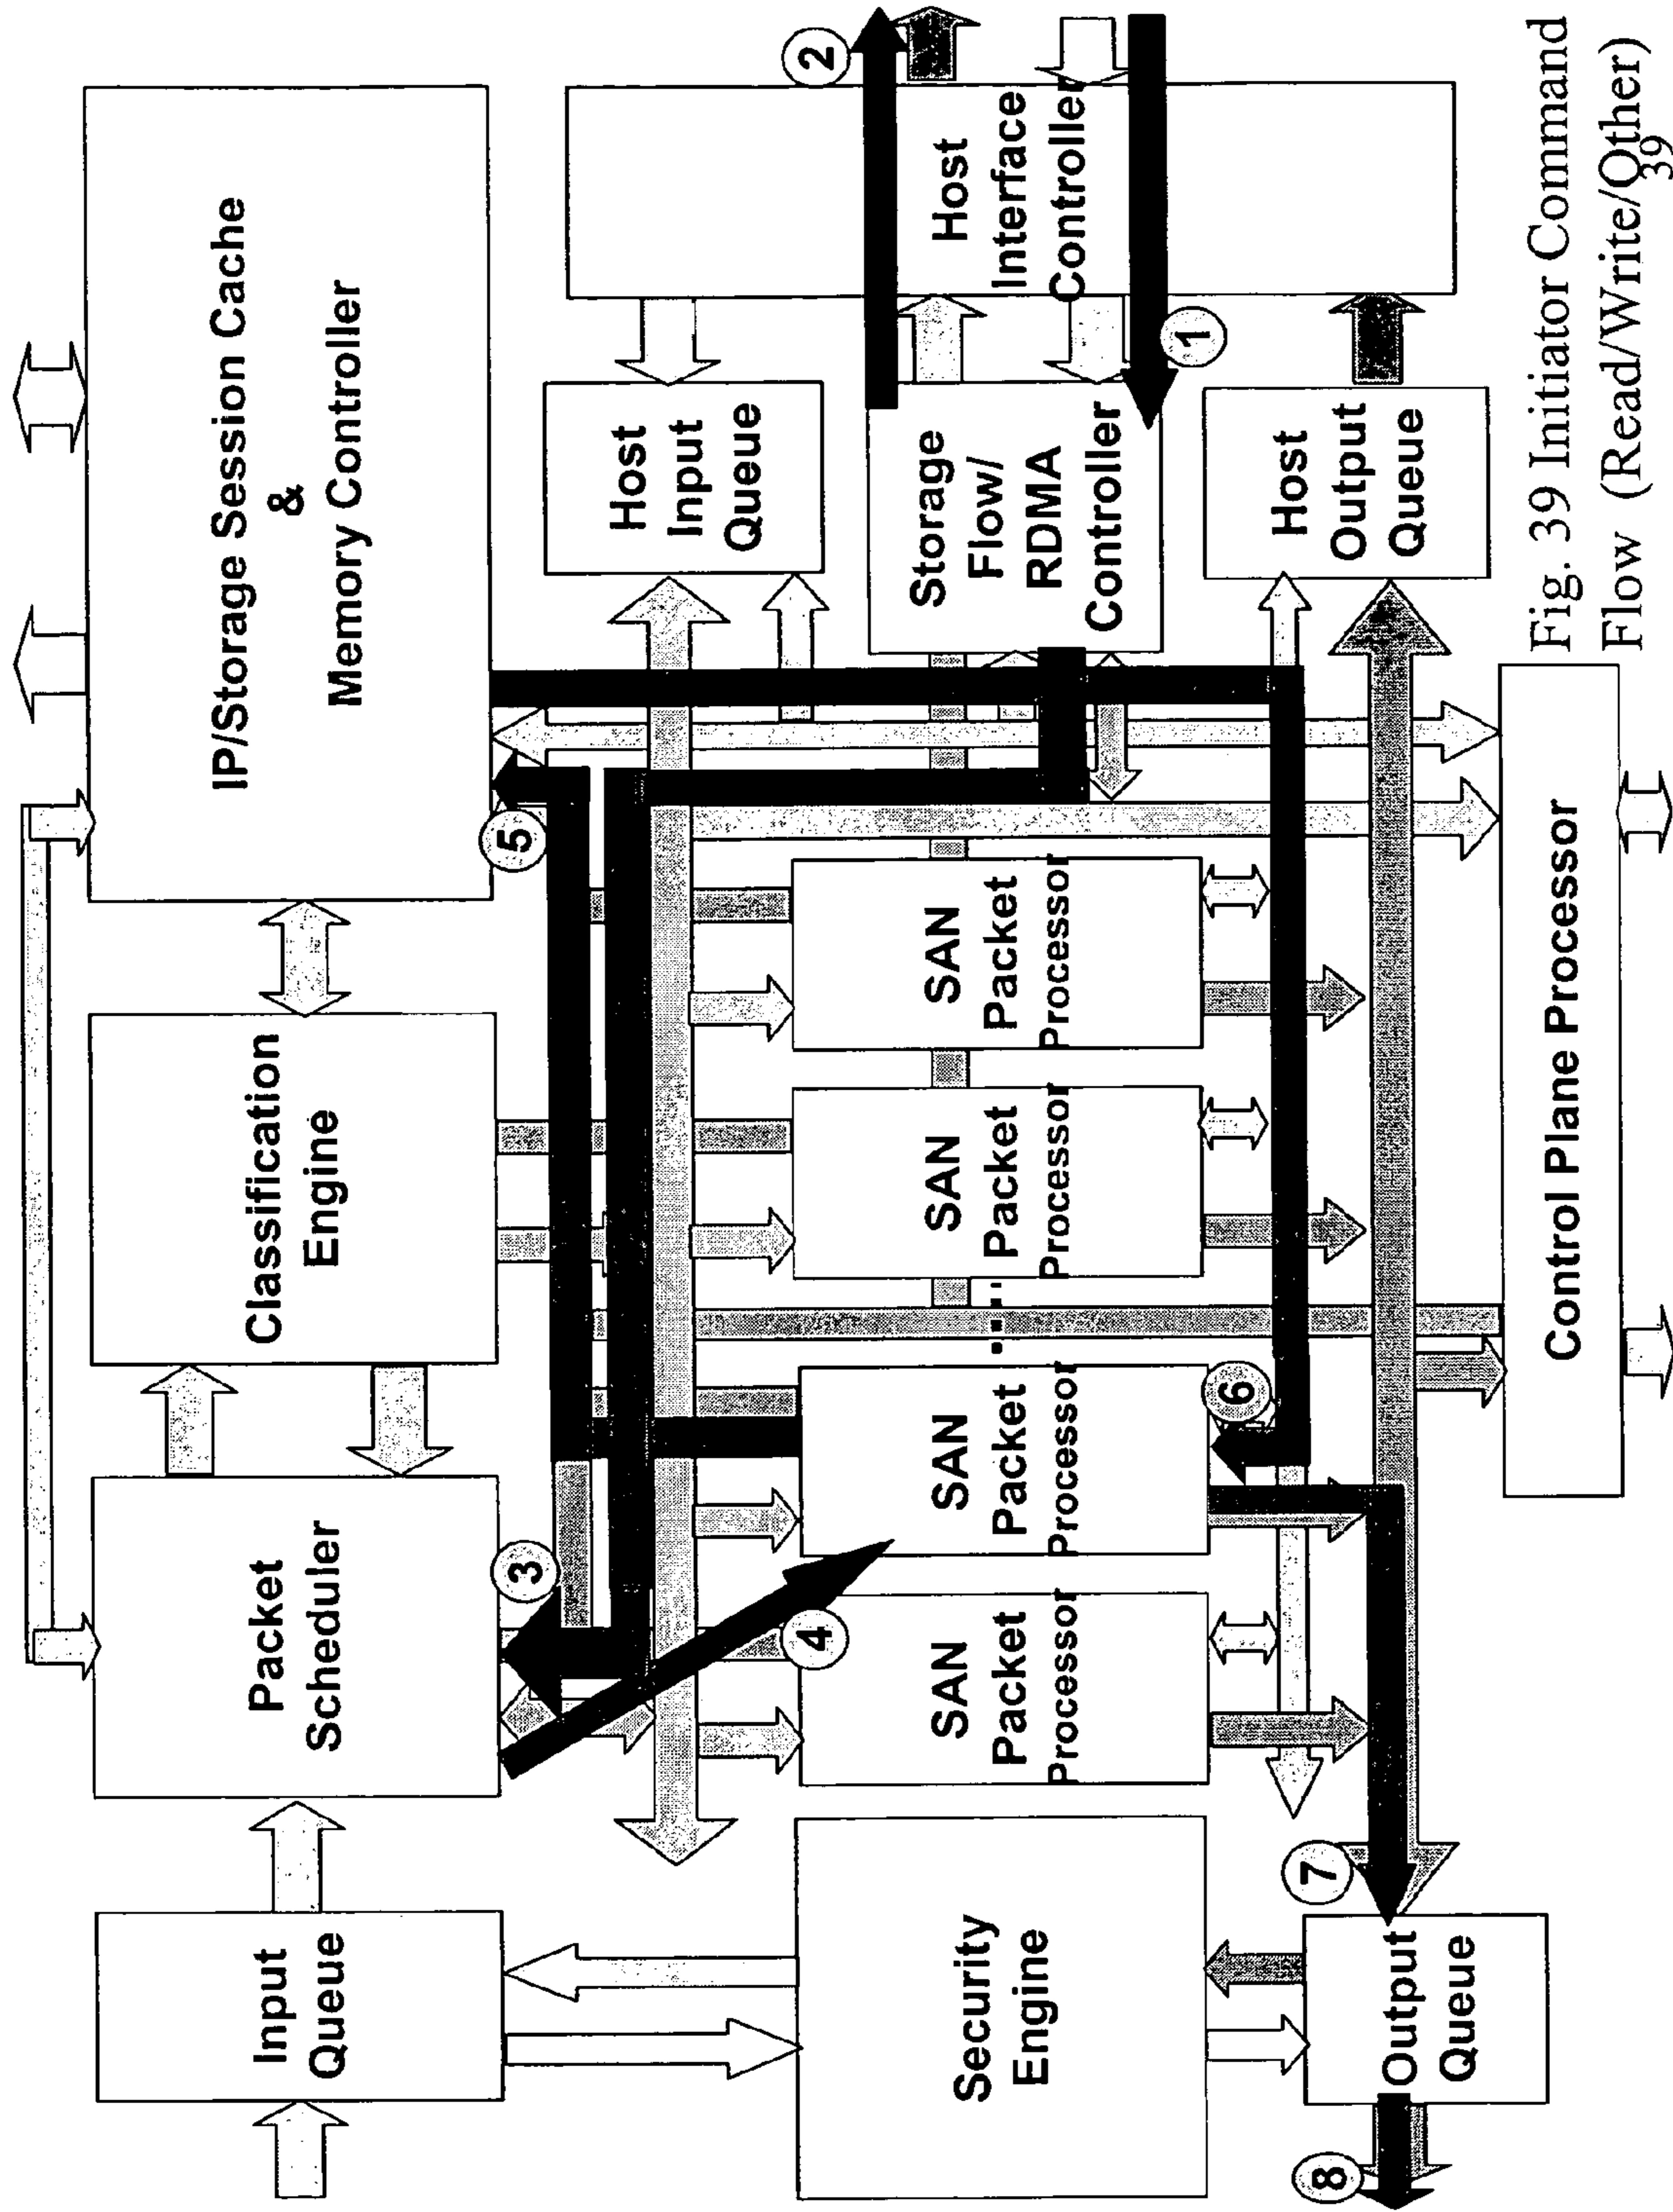 Input
Queue
Packet
Scheduler
Classification
Engine
IP/Storage Session Cache
&
Memory Controller
3
5
2
4
Security
Engine
SAN
Packet
Processor
SAN
Packet
Processor
....
SAN
Packet
Processor
SAN
Packet
Processor
Host
Input
Queue
Storage
Flow/
RDMA
Controller
Host
Interface
Controller
1
6
7
8
Output
Queue
Host
Output
Queue
Control Plane Processor
Fig. 39 Initiator Command
Flow (Read/Write/Other)
39